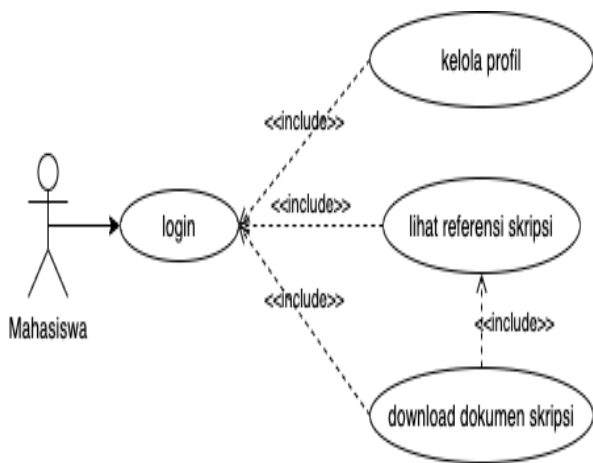 kelola profil
<<include>>
<<include>>
login
lihat referensi skripsi
<<include>>
<<include>>
Mahasiswa
download dokumen skripsi